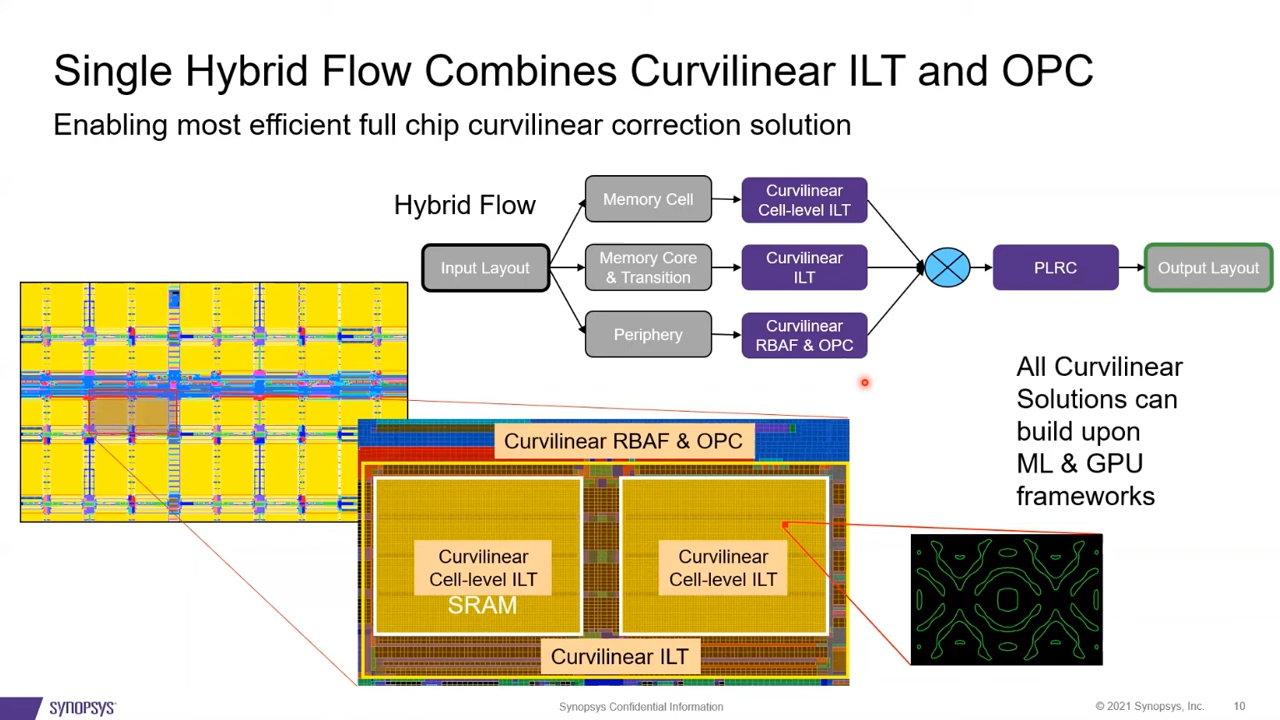 Single Hybrid Flow Combines Curvilinear ILT and OPC
Enabling most efficient full chip curvilinear correction solution
Hybrid Flow
Input Layout
Memory Cell
Curvilinear
Cell-level ILT
Memory Core
& Transition
Curvilinear
ILT
Periphery
Curvilinear
RBAF & OPC
PLRC
Output Layout
All Curvilinear
Solutions can
build upon
ML & GPU
frameworks
Curvilinear RBAF & OPC
Curvilinear
Cell-level ILT
SRAM
Curvilinear
Cell-level ILT
Curvilinear ILT
SYNOPSYS
Synopsys Confidential Information
© 2021 Synopsys, Inc.
10